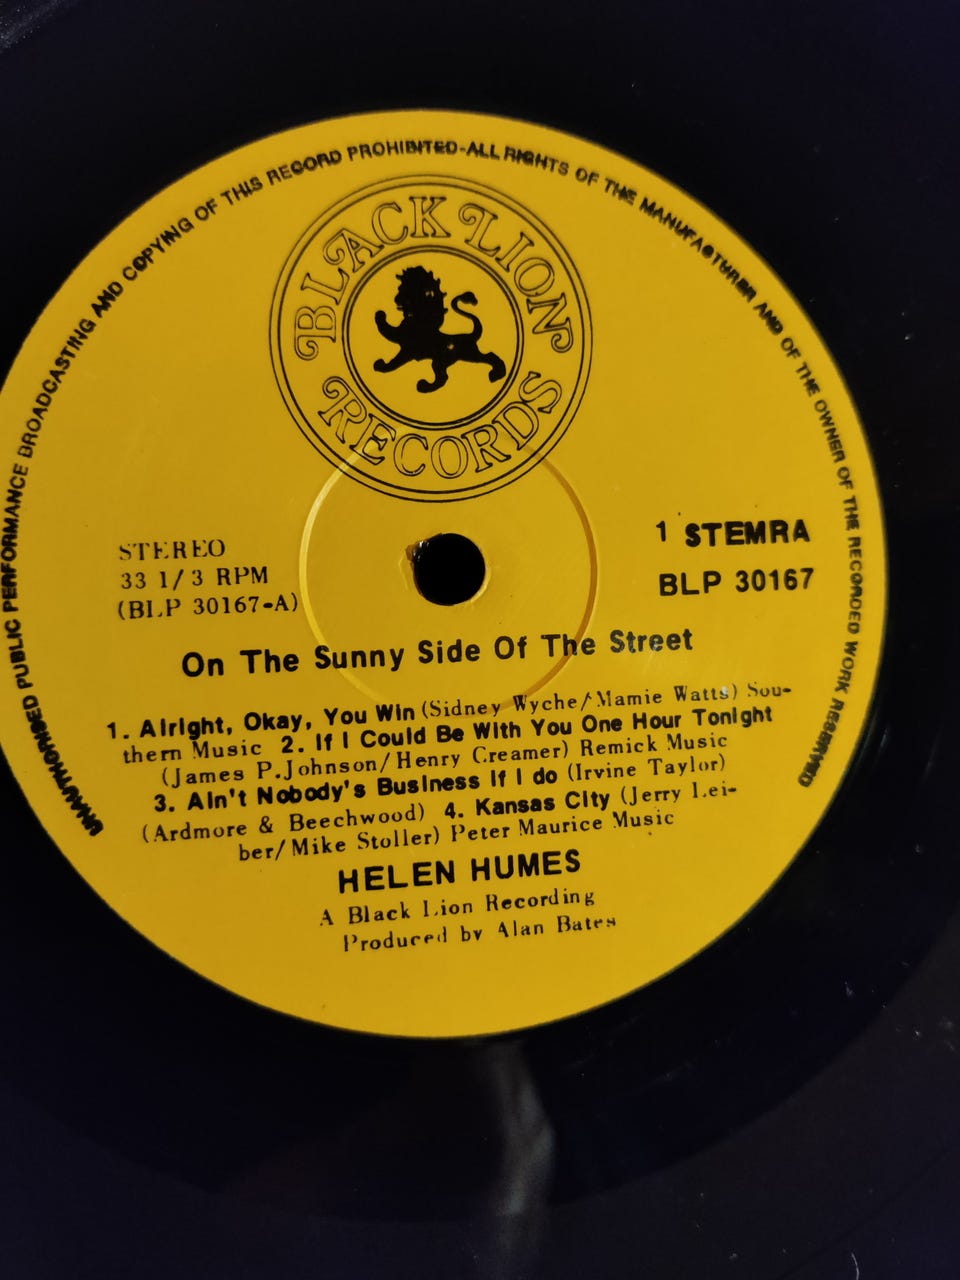 UNAUTHORISED PUBLIC PERFORMANCE BROADCASTING AND COPYING OF THIS RECORD PROHIBITED-ALL RIGHTS OF THE MANUFACTURER AND OF THE OWNER OF THE RECORDED WORK RESERVED
BLACK LION
RECORDS
STEREO
33 1/3 RPM
(BLP 30167-A)
1 STEMRA
BLP 30167
On The Sunny Side Of The Street
1. Alright, Okay, You Win (Sidney Wyche/Mamie Watts) Sou-
thern Music 2. If I Could Be With You One Hour Tonight
(James P.Johnson/Henry Creamer) Remick Music
3. Ain't Nobody's Business If I do (Irvine Taylor)
(Ardmore & Beechwood) 4. Kansas City (Jerry Lei-
ber/Mike Stoller) Peter Maurice Music
HELEN HUMES
A Black Lion Recording
Produced by Alan Bates